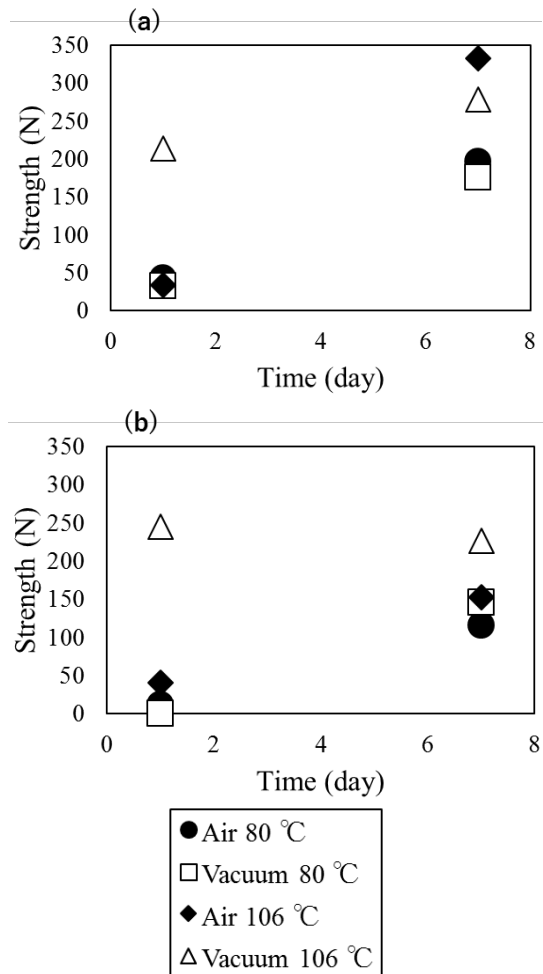 (a)
350
300
250
200
150
100
50
0
Strength (N)
0 2 4 6 8
Time (day)
(b)
350
300
250
200
150
100
50
0
Strength (N)
0 2 4 6 8
Time (day)
Air 80 ℃
Vacuum 80 ℃
Air 106 ℃
Vacuum 106 ℃